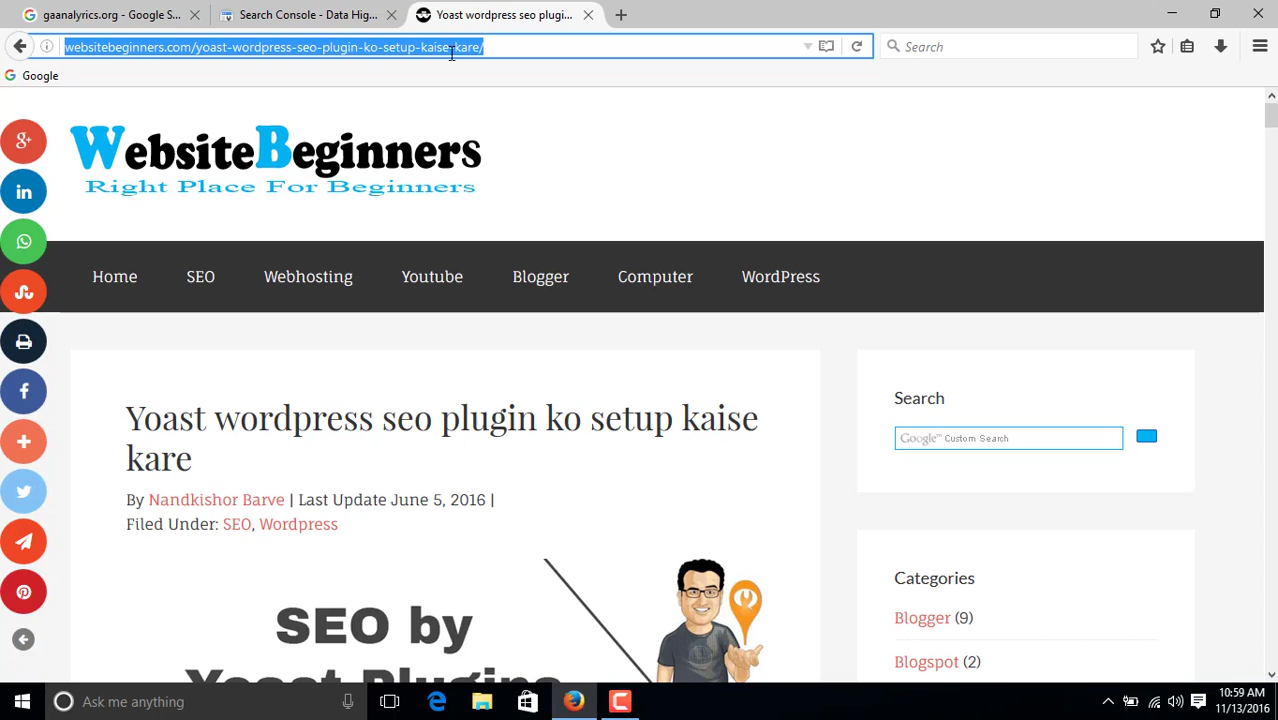 gaanalyrics.org - Google S...
Search Console - Data Hig...
Yoast wordpress seo plugi...
websitebeginners.com/yoast-wordpress-seo-plugin-ko-setup-kaise-kare/
Search
Google
WebsiteBeginners
Right Place For Beginners
Home SEO Webhosting Youtube Blogger Computer WordPress
Yoast wordpress seo plugin ko setup kaise
kare
By Nandkishor Barve | Last Update June 5, 2016 |
Filed Under: SEO, Wordpress
SEO by
Yoast Plugins
Search
Google™ Custom Search
Categories
Blogger (9)
Blogspot (2)
Ask me anything
10:59 AM
11/13/2016